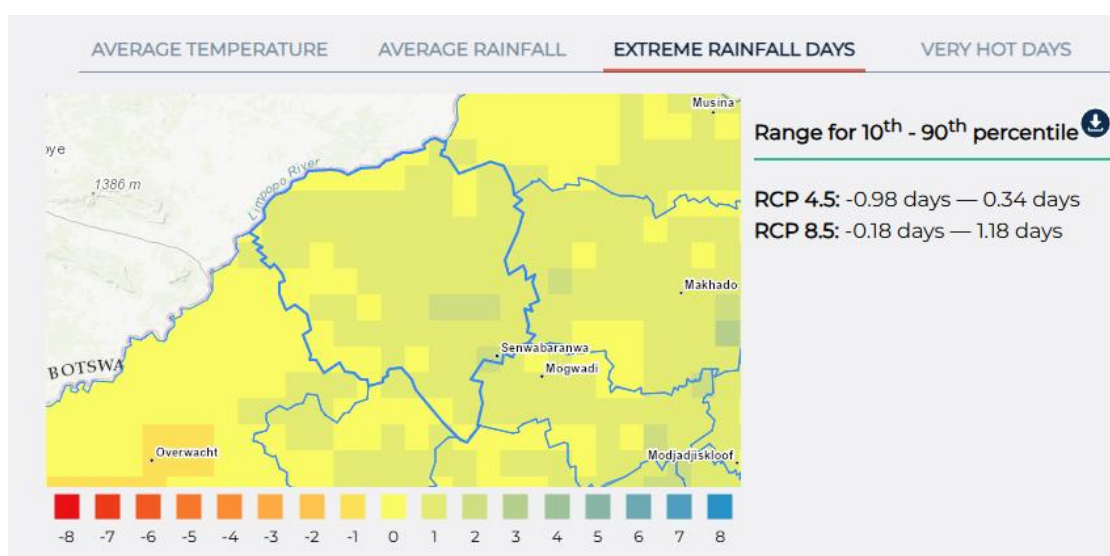 AVERAGE TEMPERATURE AVERAGE RAINFALL EXTREME RAINFALL DAYS VERY HOT DAYS
Musina
oye
1386 m
Limpopo River
Makhado
BOTSWA
Senwabaranwa
Mogwadi
Overwacht
Modjadjiskloof
-8 -7 -6 -5 -4 -3 -2 -1 0 1 2 3 4 5 6 7 8
Range for 10th - 90th percentile
RCP 4.5: -0.98 days — 0.34 days
RCP 8.5: -0.18 days — 1.18 days